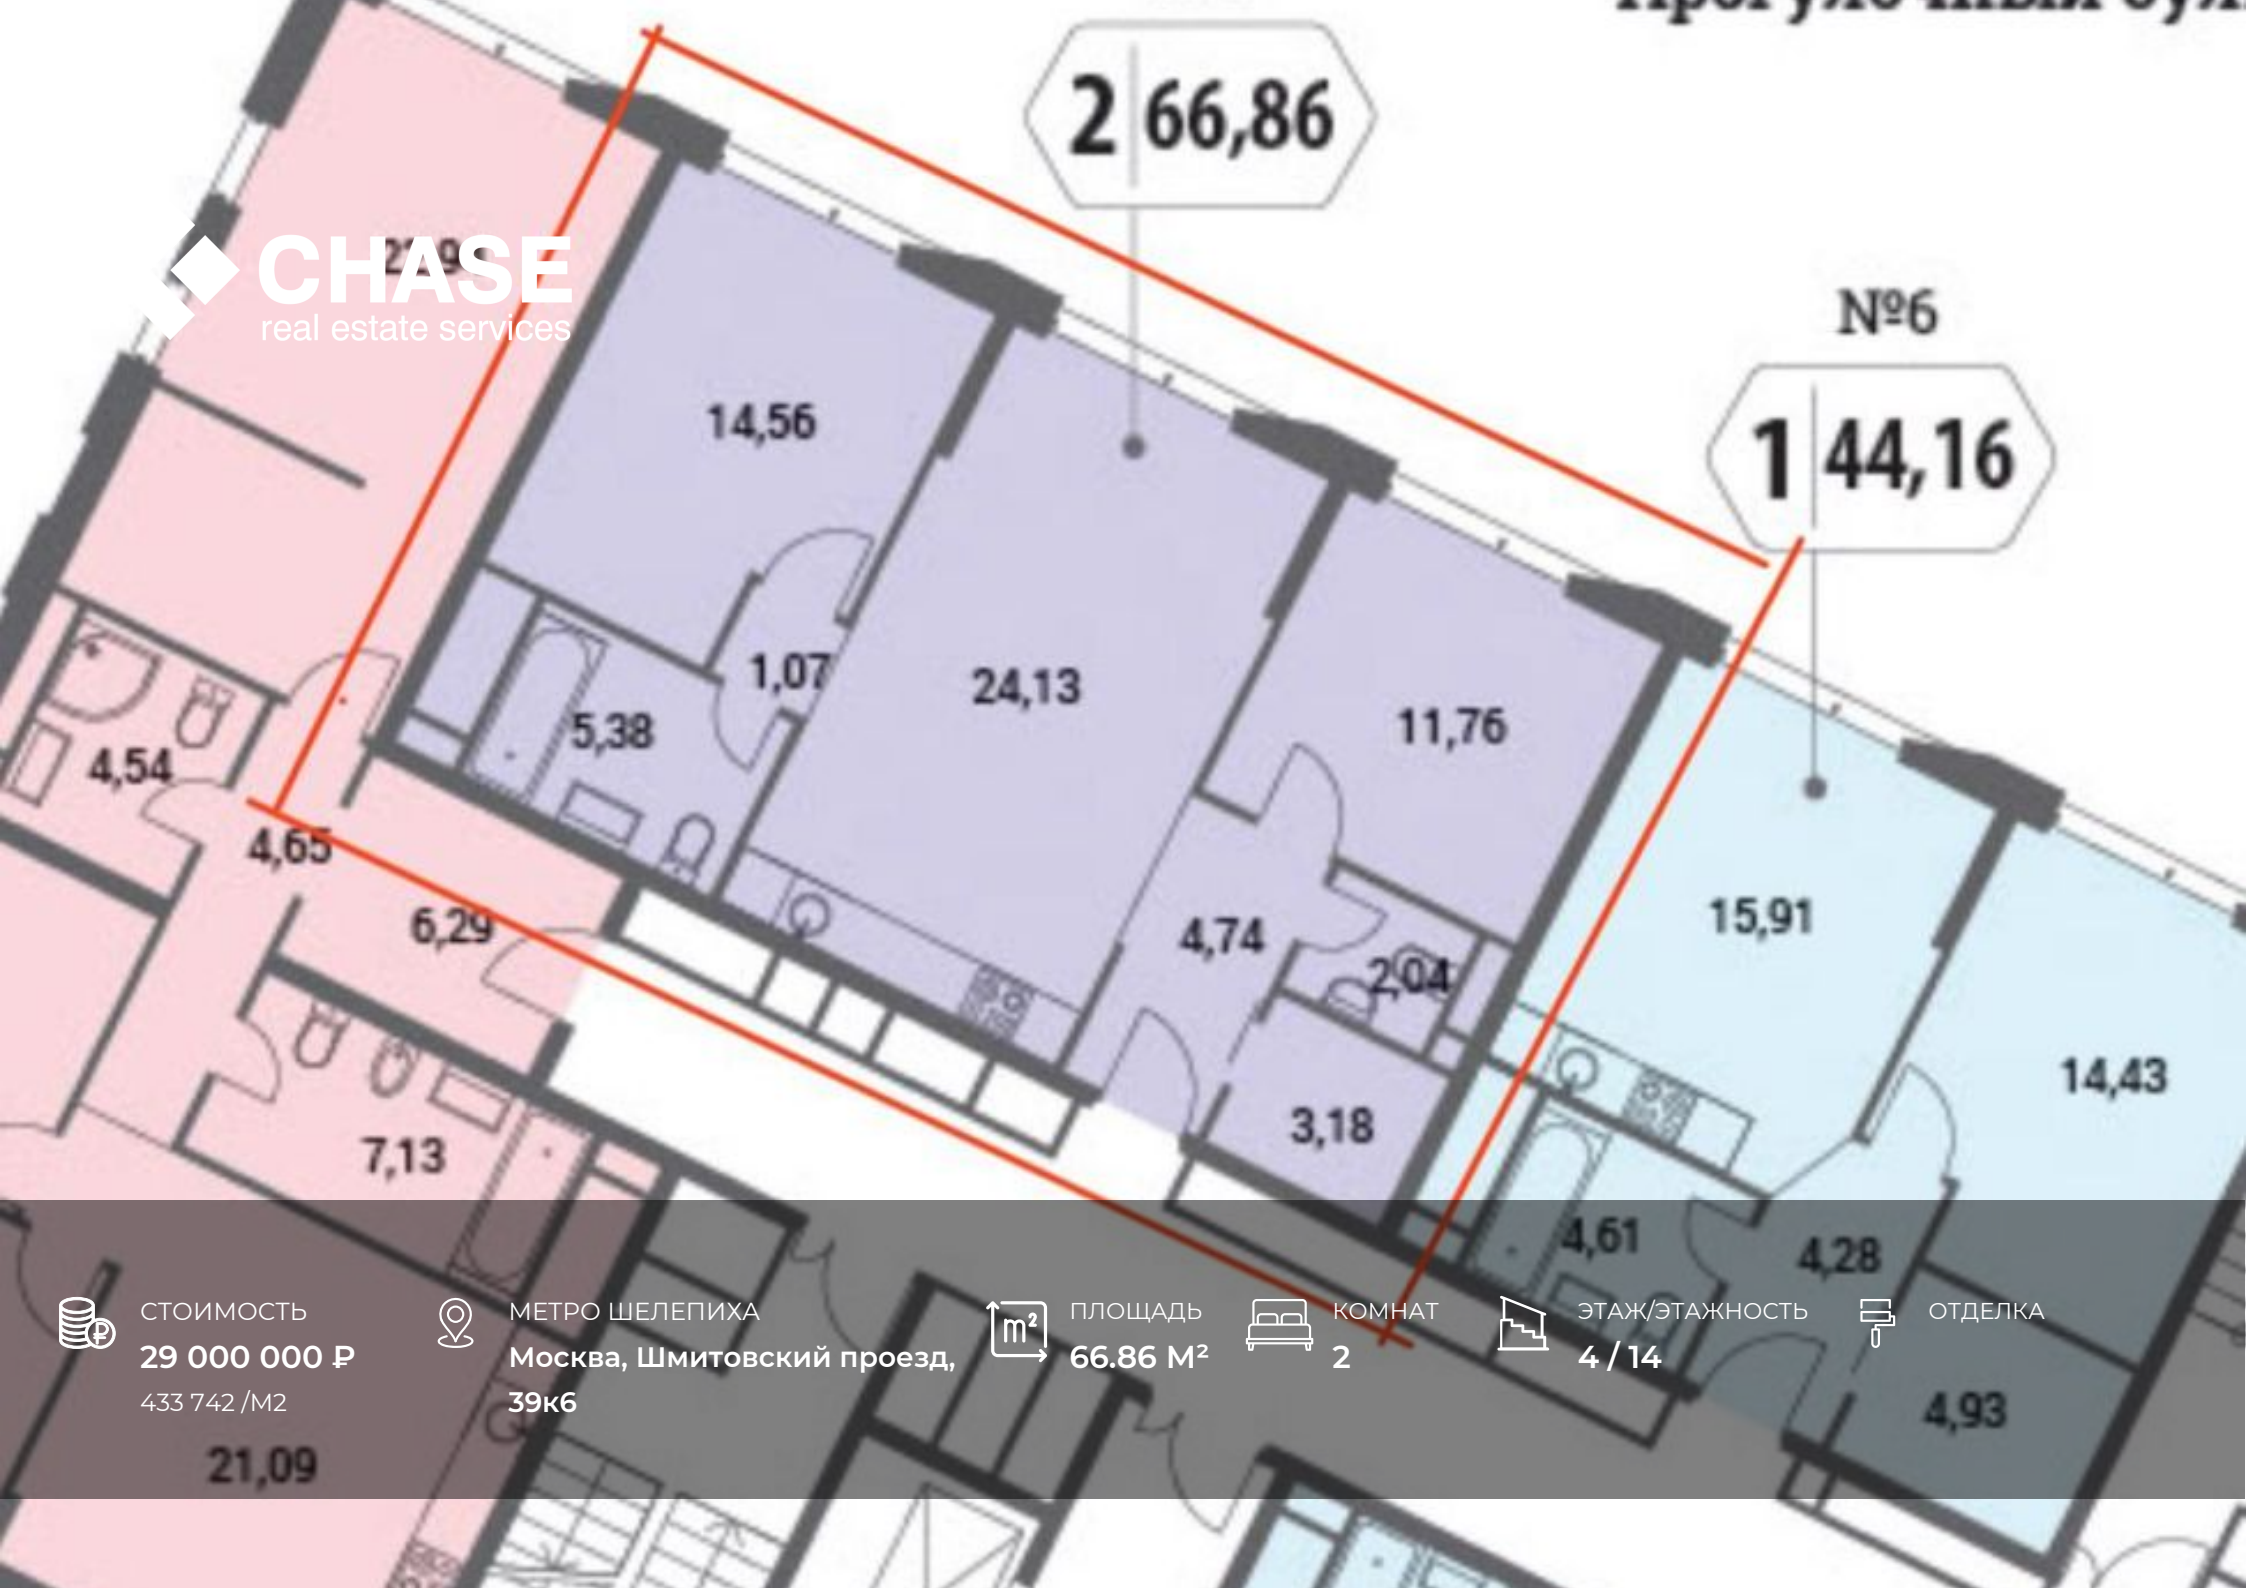 2 66,86
CHASE
real estate services
№6
1 44,16
14,56
1,07
24,13
5,38
11,76
4,54
4,65
6,29
4,74
2,04
15,91
14,43
3,18
7,13
4,61
4,28
4,93
21,09
СТОИМОСТЬ
29 000 000 ₽
433 742 /М2
МЕТРО ШЕЛЕПИХА
Москва, Шмитовский проезд,
39к6
ПЛОЩАДЬ
66.86 М²
КОМНАТ
2
ЭТАЖ/ЭТАЖНОСТЬ
4 / 14
ОТДЕЛКА
m²